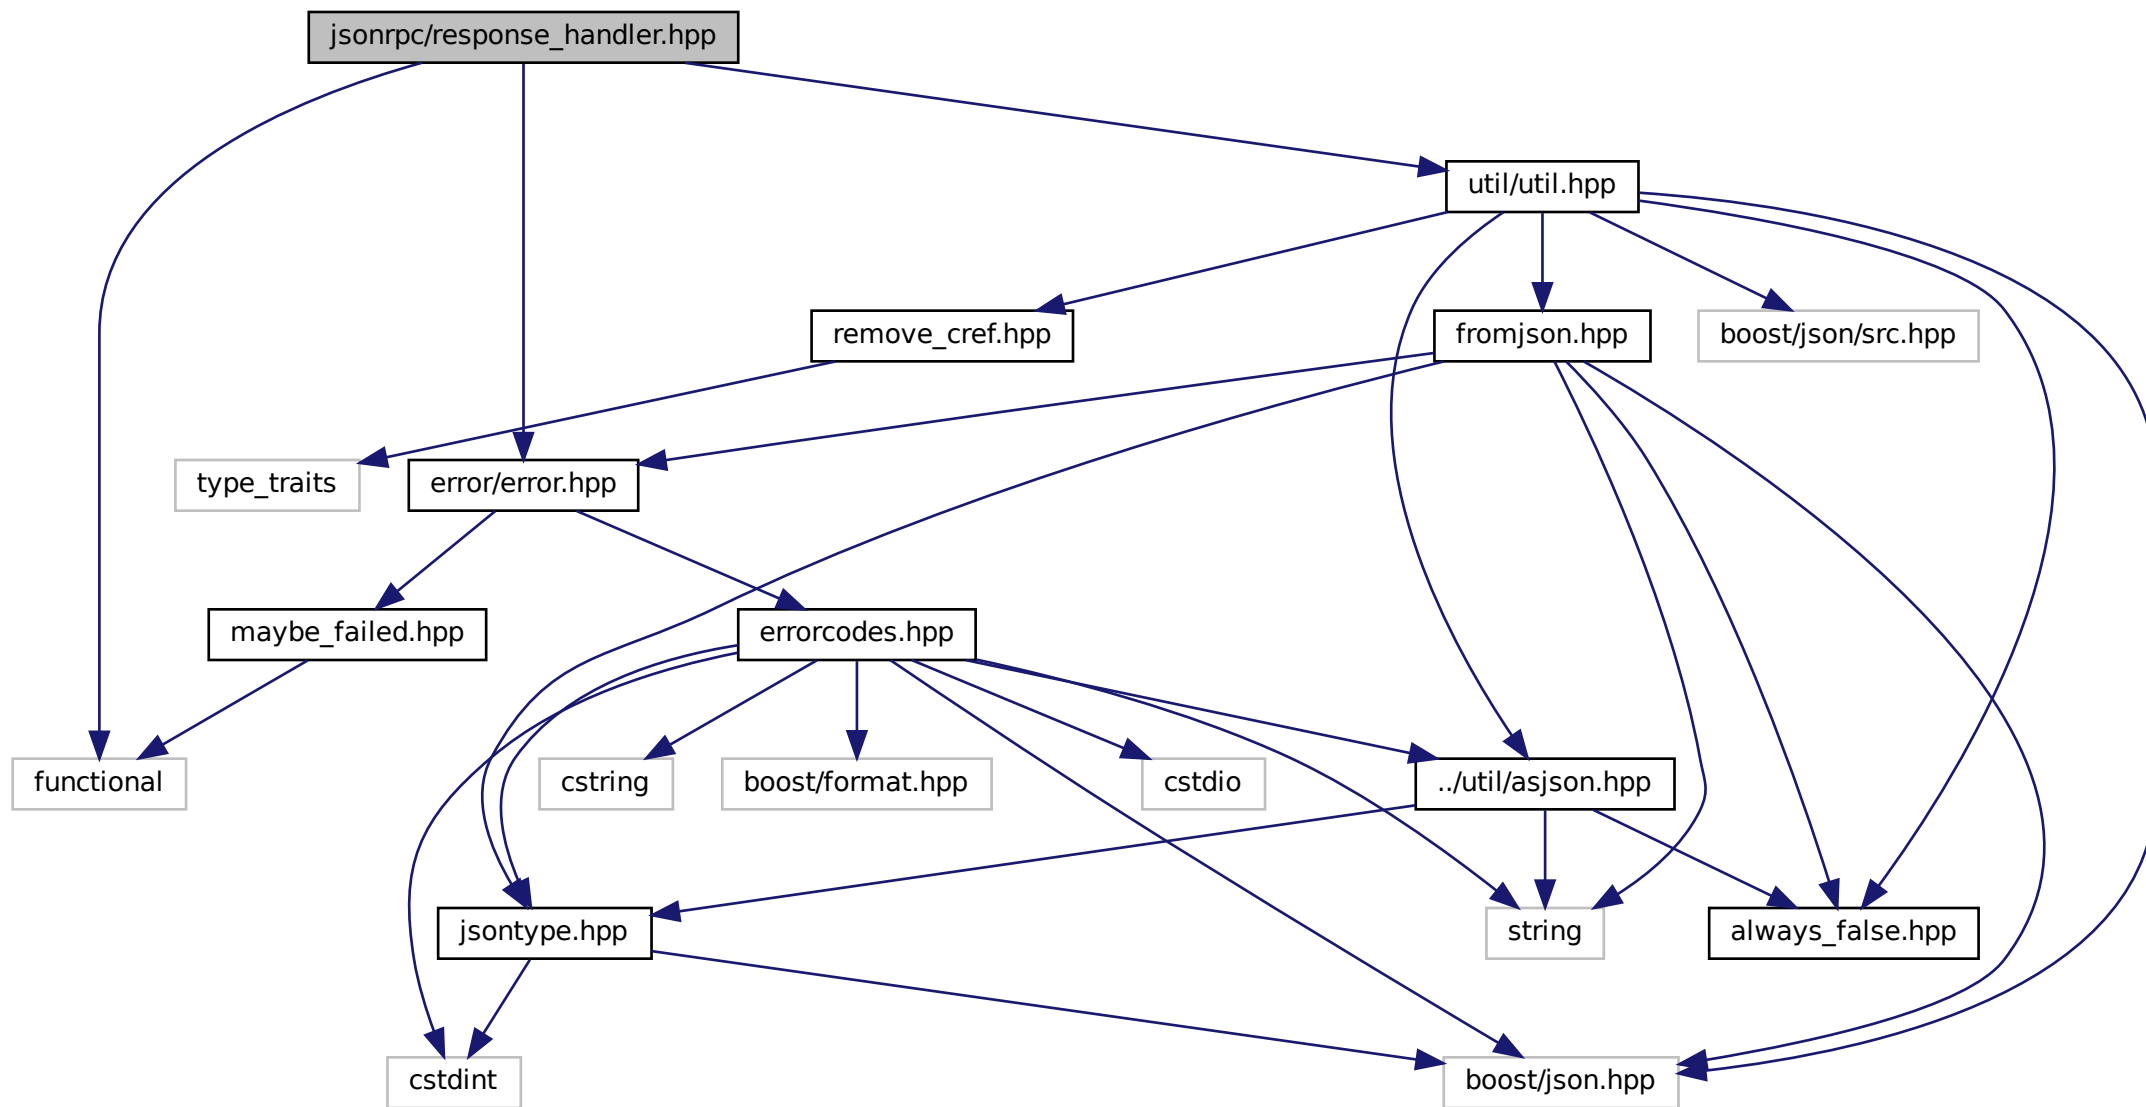 jsonrpc/response_handler.hpp
util/util.hpp
remove_cref.hpp
fromjson.hpp
boost/json/src.hpp
type_traits
error/error.hpp
maybe_failed.hpp
errorcodes.hpp
functional
cstring
boost/format.hpp
cstdio
../util/asjson.hpp
jsontype.hpp
string
always_false.hpp
cstdint
boost/json.hpp